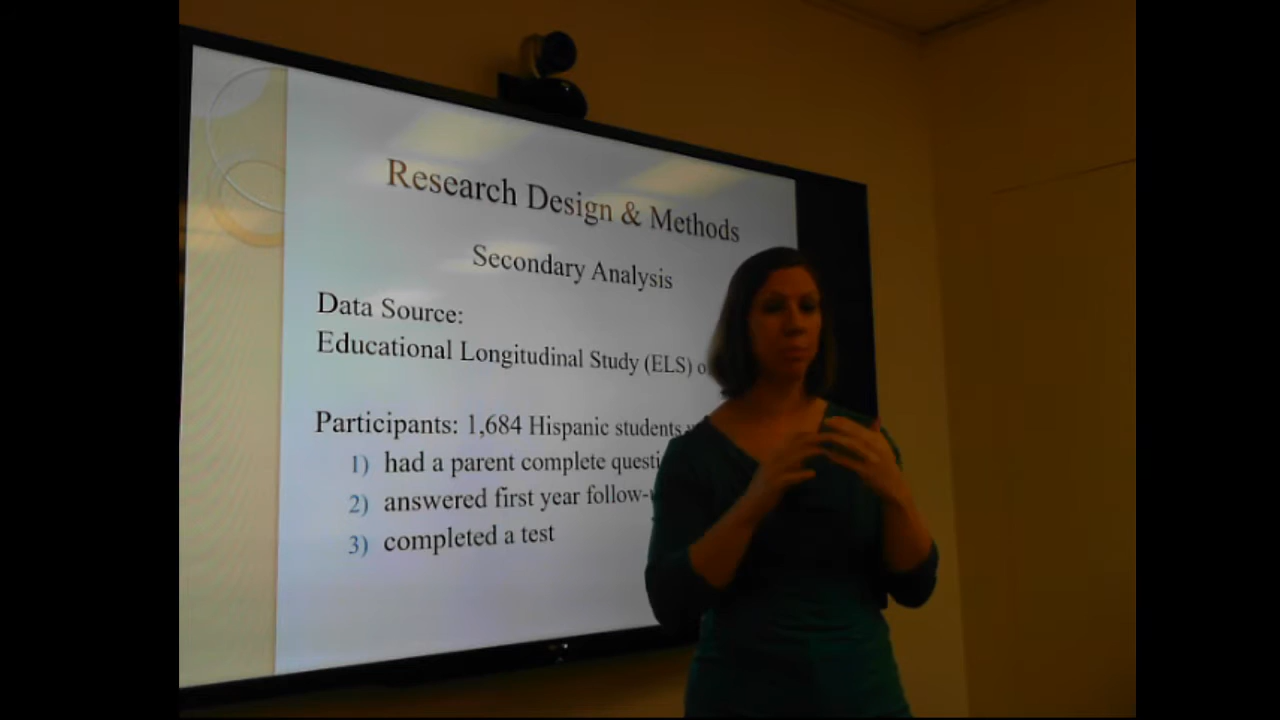 Research Design & Methods
Secondary Analysis
Data Source:
Educational Longitudinal Study (ELS) o
Participants: 1,684 Hispanic students
1) had a parent complete questi
2) answered first year follow-
3) completed a test